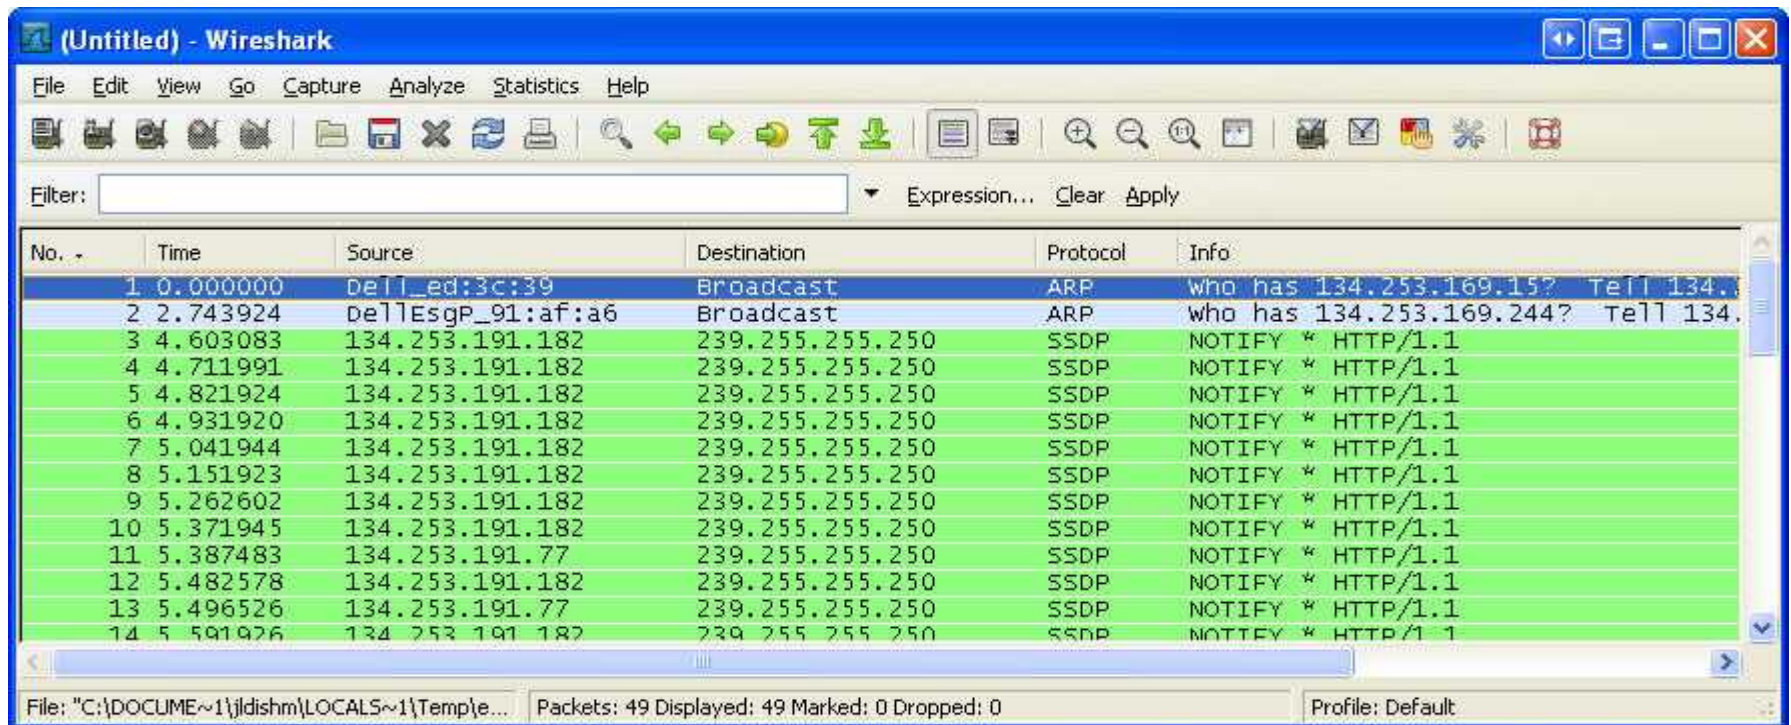 (Untitled) - Wireshark
File Edit View Go Capture Analyze Statistics Help
Filter: Expression... Clear Apply
No. Time Source Destination Protocol Info
1 0.000000 Dell_ed:3c:39 Broadcast ARP Who has 134.253.169.15? Tell 134.
2 2.743924 DellEsgP_91:af:a6 Broadcast ARP Who has 134.253.169.244? Tell 134.
3 4.603083 134.253.191.182 239.255.255.250 SSDP NOTIFY * HTTP/1.1
4 4.711991 134.253.191.182 239.255.255.250 SSDP NOTIFY * HTTP/1.1
5 4.821924 134.253.191.182 239.255.255.250 SSDP NOTIFY * HTTP/1.1
6 4.931920 134.253.191.182 239.255.255.250 SSDP NOTIFY * HTTP/1.1
7 5.041944 134.253.191.182 239.255.255.250 SSDP NOTIFY * HTTP/1.1
8 5.151923 134.253.191.182 239.255.255.250 SSDP NOTIFY * HTTP/1.1
9 5.262602 134.253.191.182 239.255.255.250 SSDP NOTIFY * HTTP/1.1
10 5.371945 134.253.191.182 239.255.255.250 SSDP NOTIFY * HTTP/1.1
11 5.387483 134.253.191.77 239.255.255.250 SSDP NOTIFY * HTTP/1.1
12 5.482578 134.253.191.182 239.255.255.250 SSDP NOTIFY * HTTP/1.1
13 5.496526 134.253.191.77 239.255.255.250 SSDP NOTIFY * HTTP/1.1
14 5.591926 134.253.191.182 239.255.255.250 SSDP NOTIFY * HTTP/1.1
File: "C:\DOCUME~1\jldishm\LOCALS~1\Temp\e... Packets: 49 Displayed: 49 Marked: 0 Dropped: 0 Profile: Default